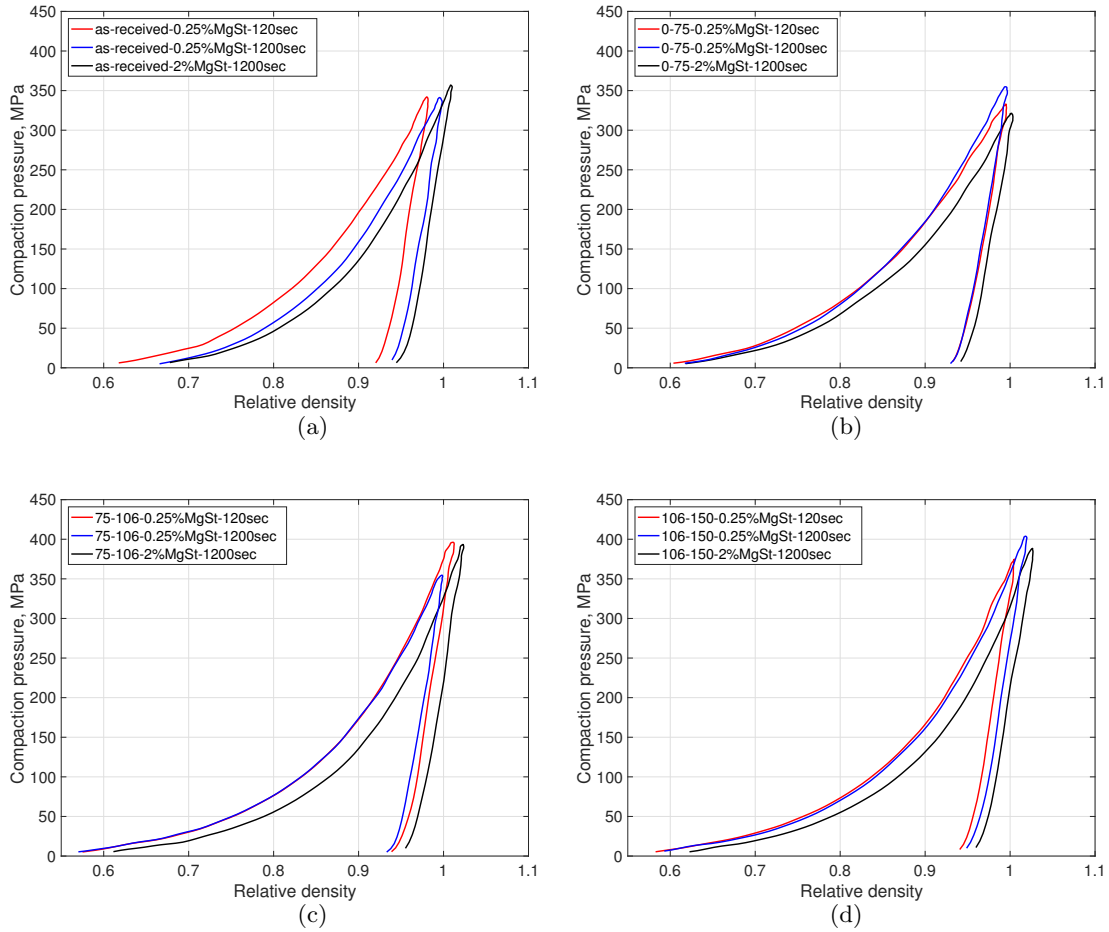 450
400
350
300
250
200
150
100
50
0
Compaction pressure, MPa
as-received-0.25%MgSt-120sec
as-received-0.25%MgSt-1200sec
as-received-2%MgSt-1200sec
0.6 0.7 0.8 0.9 1 1.1
Relative density
(a)
450
400
350
300
250
200
150
100
50
0
Compaction pressure, MPa
0-75-0.25%MgSt-120sec
0-75-0.25%MgSt-1200sec
0-75-2%MgSt-1200sec
0.6 0.7 0.8 0.9 1 1.1
Relative density
(b)
450
400
350
300
250
200
150
100
50
0
Compaction pressure, MPa
75-106-0.25%MgSt-120sec
75-106-0.25%MgSt-1200sec
75-106-2%MgSt-1200sec
0.6 0.7 0.8 0.9 1 1.1
Relative density
(c)
450
400
350
300
250
200
150
100
50
0
Compaction pressure, MPa
106-150-0.25%MgSt-120sec
106-150-0.25%MgSt-1200sec
106-150-2%MgSt-1200sec
0.6 0.7 0.8 0.9 1 1.1
Relative density
(d)